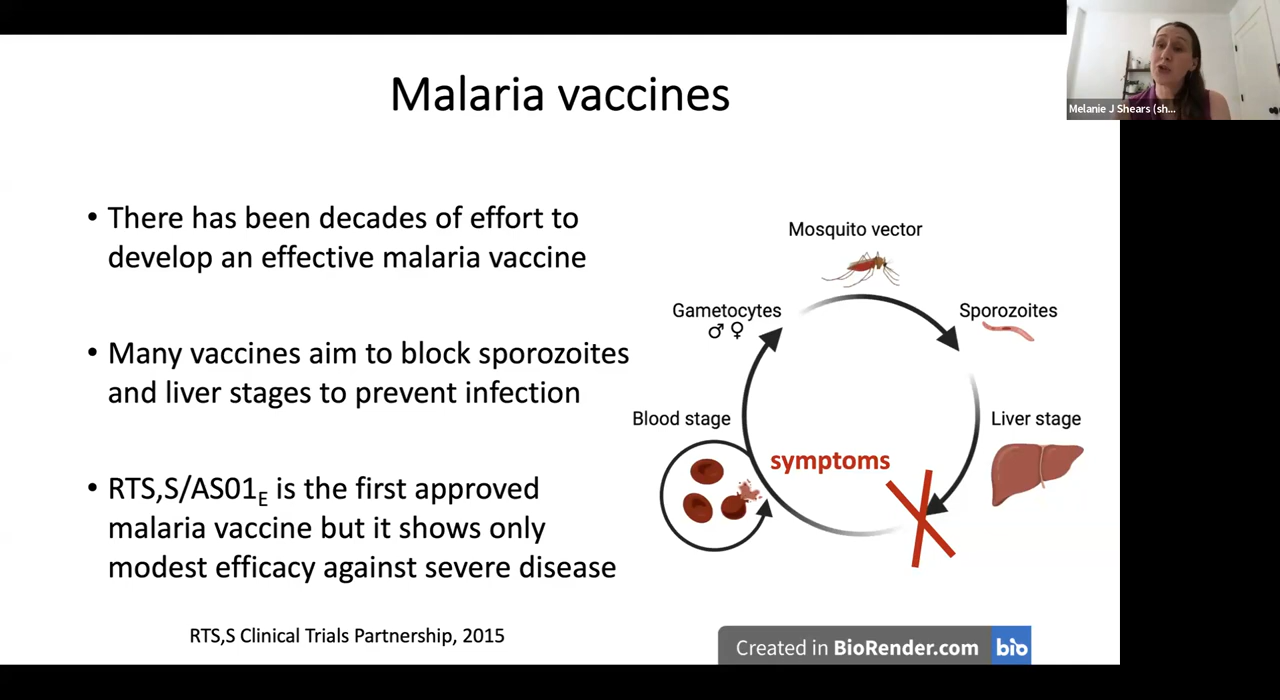 Malaria vaccines
Melanie J Shears (sh...
• There has been decades of effort to
develop an effective malaria vaccine
• Many vaccines aim to block sporozoites
and liver stages to prevent infection
• RTS,S/AS01E is the first approved
malaria vaccine but it shows only
modest efficacy against severe disease
RTS,S Clinical Trials Partnership, 2015
Mosquito vector
Gametocytes
♂ ♀
Sporozoites
Blood stage
Liver stage
symptoms
Created in BioRender.com bio